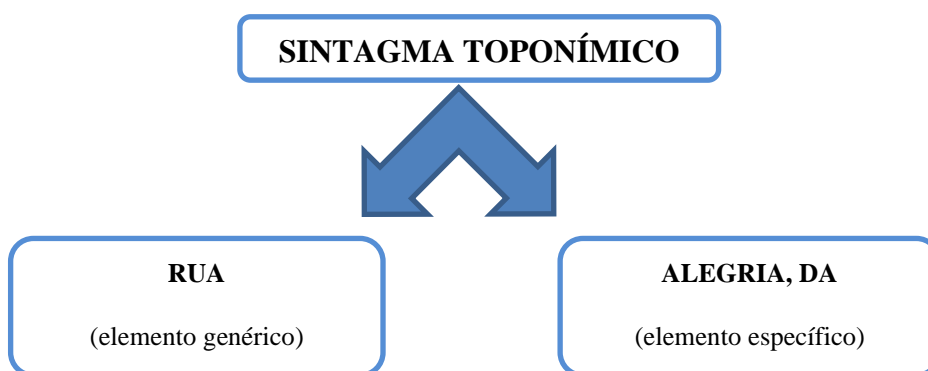 SINTAGMA TOPONÍMICO
RUA
(elemento genérico)
ALEGRIA, DA
(elemento específico)